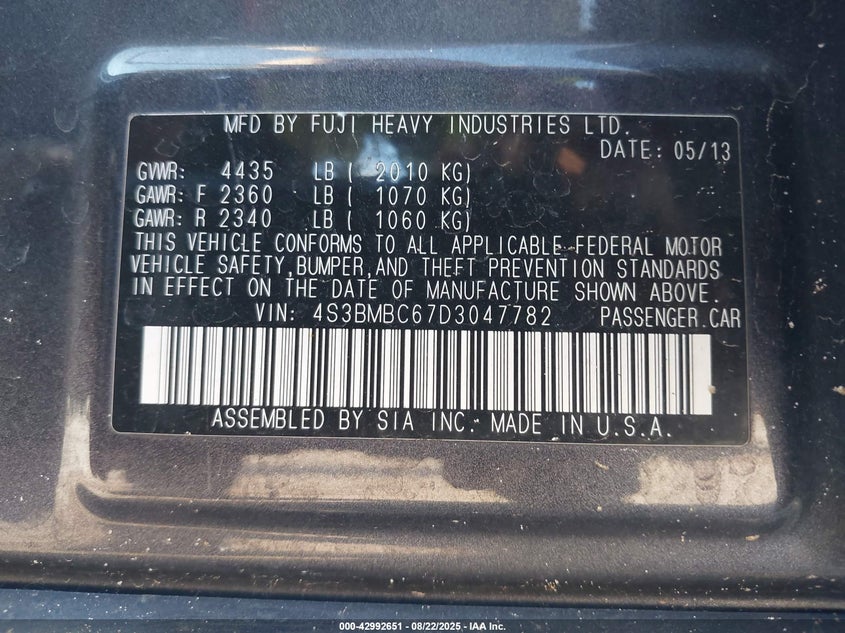 MFD BY FUJI HEAVY INDUSTRIES LTD.
DATE: 05/13
GVWR: 4435 LB ( 2010 KG)
GAWR: F 2360 LB ( 1070 KG)
GAWR: R 2340 LB ( 1060 KG)
THIS VEHICLE CONFORMS TO ALL APPLICABLE FEDERAL MOTOR
VEHICLE SAFETY, BUMPER, AND THEFT PREVENTION STANDARDS
IN EFFECT ON THE DATE OF MANUFACTURE SHOWN ABOVE.
VIN: 4S3BMBC67D3047782 PASSENGER CAR
ASSEMBLED BY SIA INC. MADE IN U.S.A.
000-42992651 - 08/22/2025 - IAA Inc.